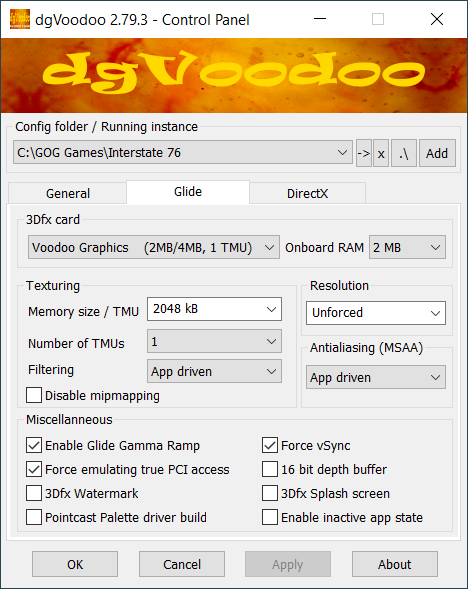 dgVoodoo 2.79.3 - Control Panel
dgVoodoo
Config folder / Running instance
C:\GOG Games\Interstate 76 -> x .\ Add
General Glide DirectX
3Dfx card
Voodoo Graphics (2MB/4MB, 1 TMU) Onboard RAM 2 MB
Texturing
Memory size / TMU 2048 kB
Number of TMUs 1
Filtering App driven
Disable mipmapping
Resolution
Unforced
Antialiasing (MSAA)
App driven
Miscellaneous
Enable Glide Gamma Ramp Force vSync
Force emulating true PCI access 16 bit depth buffer
3Dfx Watermark 3Dfx Splash screen
Pointcast Palette driver build Enable inactive app state
OK Cancel Apply About